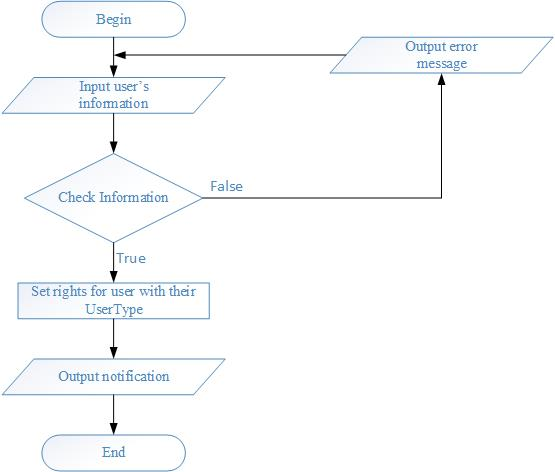 Begin
Output error
message
Input user's
information
Check Information
False
True
Set rights for user with their
UserType
Output notification
End